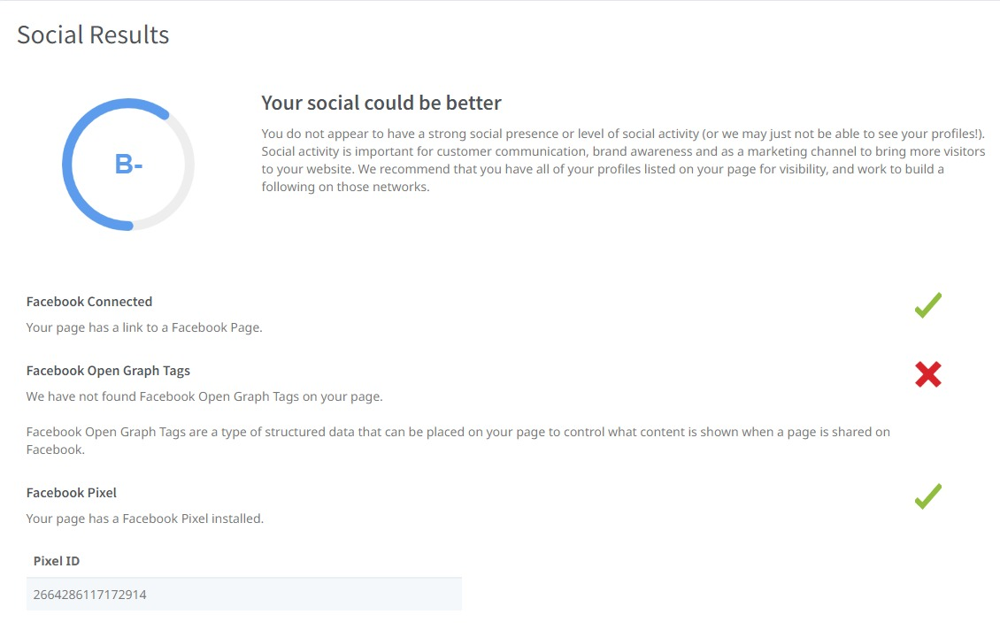 Social Results
B-
Your social could be better
You do not appear to have a strong social presence or level of social activity (or we may just not be able to see your profiles!).
Social activity is important for customer communication, brand awareness and as a marketing channel to bring more visitors
to your website. We recommend that you have all of your profiles listed on your page for visibility, and work to build a
following on those networks.
Facebook Connected
Your page has a link to a Facebook Page.
Facebook Open Graph Tags
We have not found Facebook Open Graph Tags on your page.
Facebook Open Graph Tags are a type of structured data that can be placed on your page to control what content is shown when a page is shared on
Facebook.
Facebook Pixel
Your page has a Facebook Pixel installed.
Pixel ID
2664286117172914